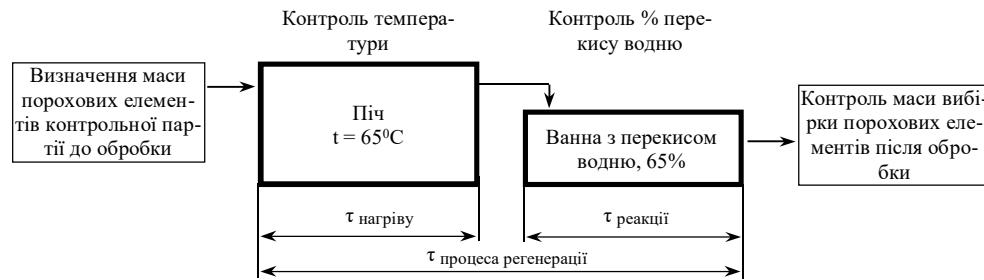 Контроль темпера-
тури
Контроль % пере-
кису водню
Визначення маси
порохових елемен-
тів контрольної пар-
тії до обробки
Піч
t = 65⁰C
Ванна з перекисом
водню, 65%
Контроль маси вибі-
рки порохових еле-
ментів після обро-
бки
τ нагріву
τ реакції
τ процеса регенерації